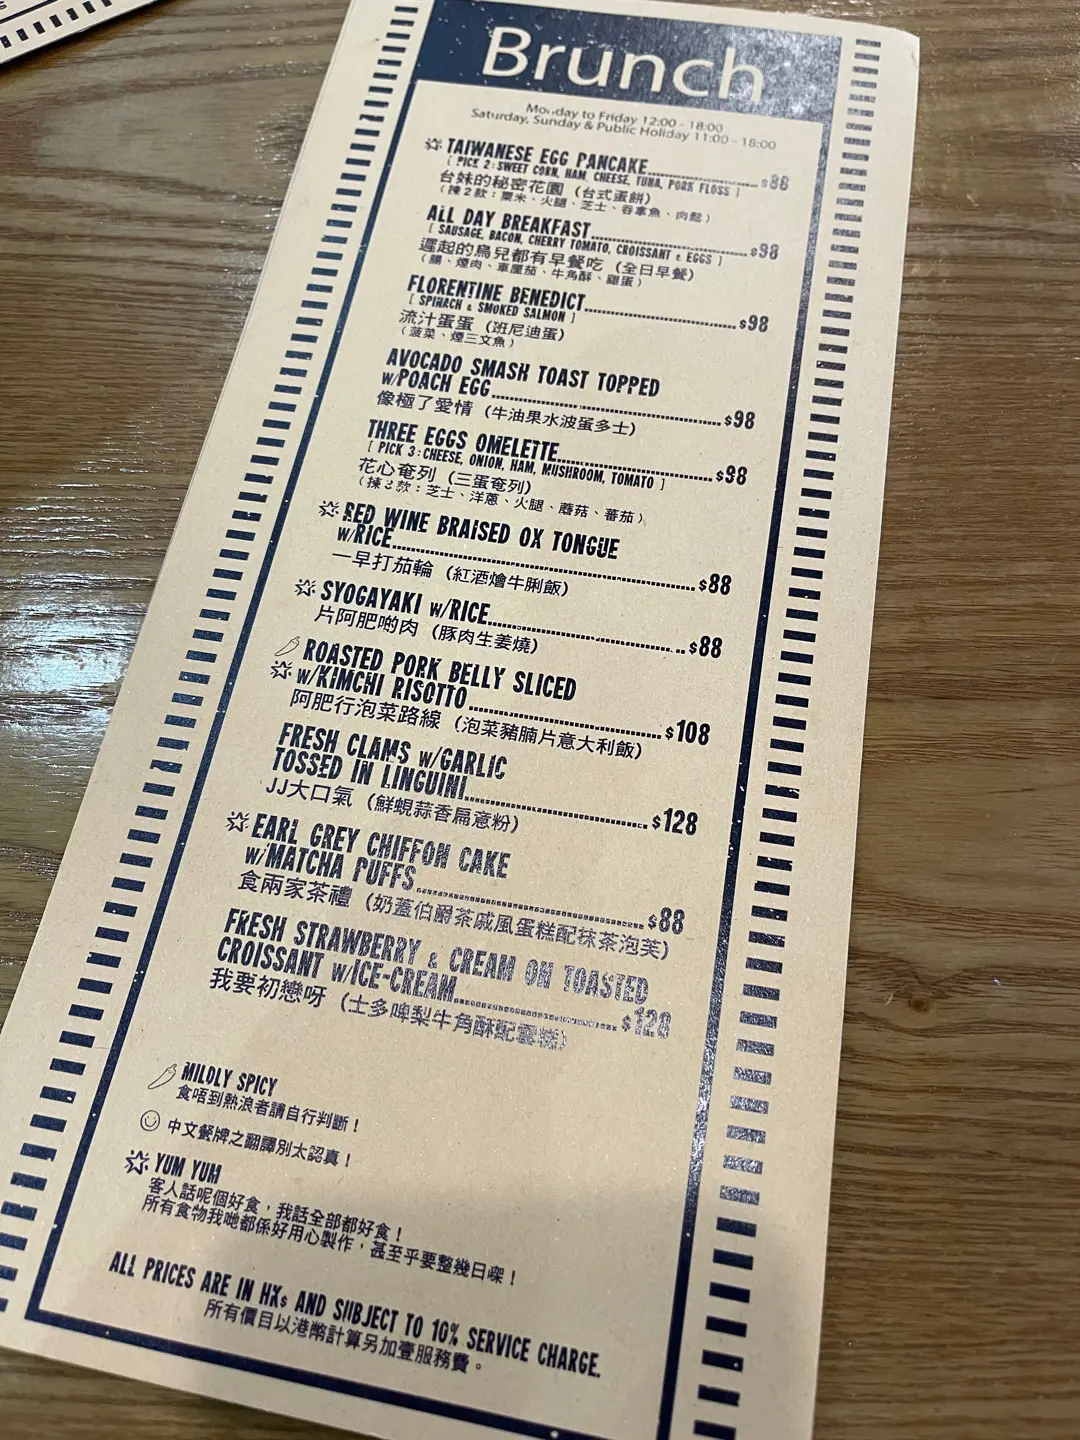 Brunch
Monday to Friday 12:00 - 18:00
Saturday, Sunday & Public Holiday 11:00 - 18:00
TAIWANESE EGG PANCAKE $88
[ PICE 2: SWEET CORN, HAM, CHEESE, TUNA, PORK FLOSS ]
台妹的秘密花園 (台式蛋餅)
(揀2款：粟米、火腿、芝士、吞拿魚、肉鬆)
ALL DAY BREAKFAST $98
[ SAUSAGE, BACON, CHERRY TOMATO, CROISSANT & EGGS ]
遲起的鳥兒都有早餐吃 (全日早餐)
(腸、煙肉、車厘茄、牛角酥、雞蛋)
FLORENTINE BENEDICT $98
[ SPINACH & SMOKED SALMON ]
流汁蛋蛋 (班尼迪蛋)
(菠菜、煙三文魚)
AVOCADO SMASH TOAST TOPPED
w/POACH EGG $98
像極了愛情 (牛油果水波蛋多士)
THREE EGGS OMELETTE $98
[ PICK 3: CHEESE, ONION, HAM, MUSHROOM, TOMATO ]
花心奄列 (三蛋奄列)
(揀3款：芝士、洋蔥、火腿、蘑菇、蕃茄)
RED WINE BRAISED OX TONGUE
w/RICE $88
一早打茄輪 (紅酒燴牛脷飯)
SYOGAYAKI w/RICE $88
片阿肥啲肉 (豚肉生姜燒)
ROASTED PORK BELLY SLICED
w/KIMCHI RISOTTO $108
阿肥行泡菜路線 (泡菜豬腩片意大利飯)
FRESH CLAMS w/GARLIC
TOSSED IN LINGUINI $128
JJ大口氣 (鮮蜆蒜香扁意粉)
EARL GREY CHIFFON CAKE
w/MATCHA PUFFS $88
食兩家茶禮 (奶蓋伯爵茶戚風蛋糕配抹茶泡芙)
FRESH STRAWBERRY & CREAM ON TOASTED
CROISSANT w/ICE-CREAM $128
我要初戀呀 (士多啤梨牛角酥配雲糕)
MILDLY SPICY
食唔到熱浪者請自行判斷！
中文餐牌之翻譯別太認真！
YUM YUM
客人話呢個好食，我話全部都好食！
所有食物我哋都係好用心製作，甚至乎要整幾日㗎！
ALL PRICES ARE IN HK$ AND SUBJECT TO 10% SERVICE CHARGE.
所有價目以港幣計算另加壹服務費。